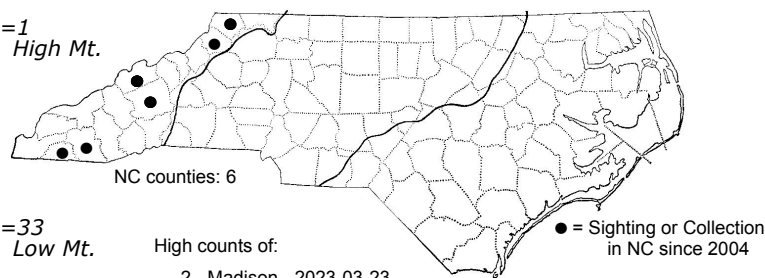 =1
High Mt.
NC counties: 6
=33
Low Mt.
High counts of:
● = Sighting or Collection
in NC since 2004
2 - Madison - 2023-03-23